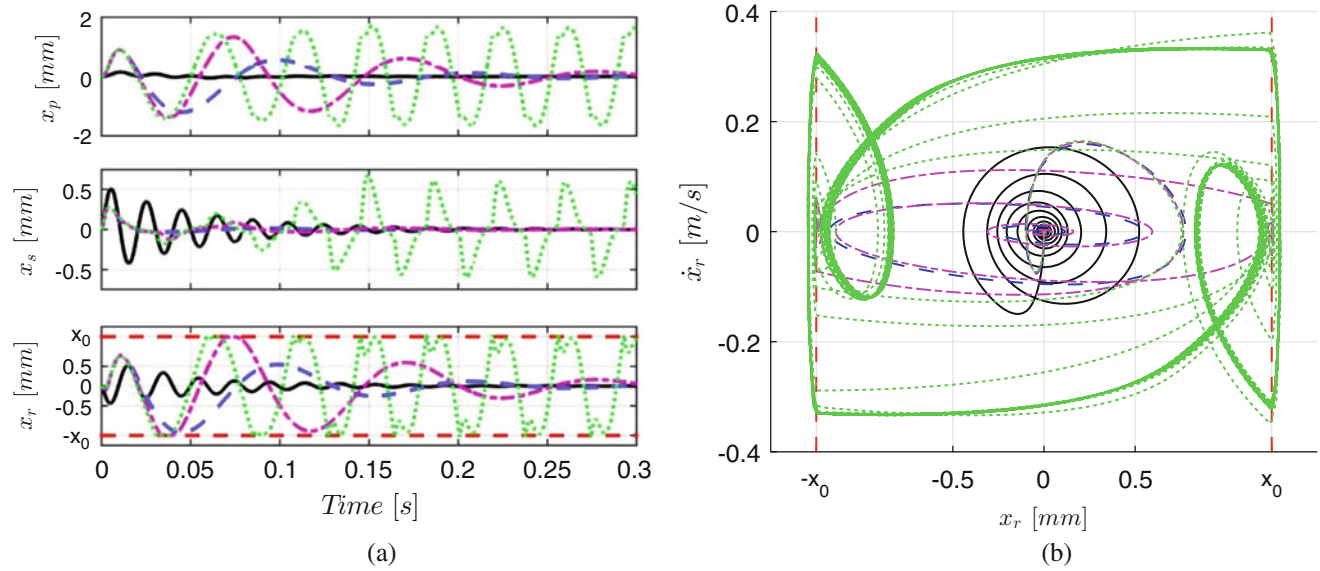 2
0
-2
x_p [mm]
0.5
0
-0.5
x_s [mm]
x_0
0.5
0
-0.5
-x_0
x_r [mm]
0 0.05 0.1 0.15 0.2 0.25 0.3
Time [s]
(a)
0.4
0.2
0
-0.2
-0.4
ẋ_r [m/s]
-x_0 -0.5 0 0.5 x_0
x_r [mm]
(b)